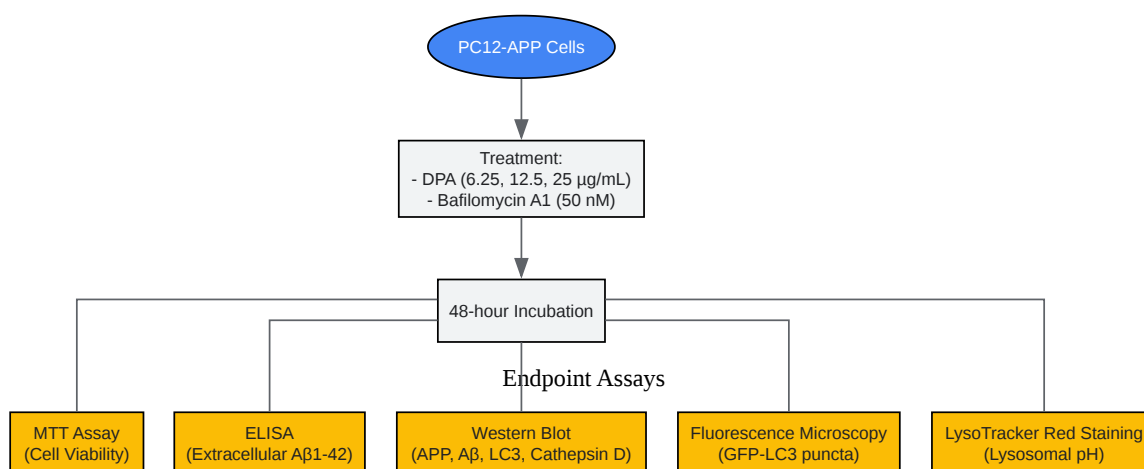 PC12-APP Cells
Treatment:
- DPA (6.25, 12.5, 25 µg/mL)
- Bafilomycin A1 (50 nM)
48-hour Incubation
Endpoint Assays
MTT Assay
(Cell Viability)
ELISA
(Extracellular Aβ1-42)
Western Blot
(APP, Aβ, LC3, Cathepsin D)
Fluorescence Microscopy
(GFP-LC3 puncta)
LysoTracker Red Staining
(Lysosomal pH)